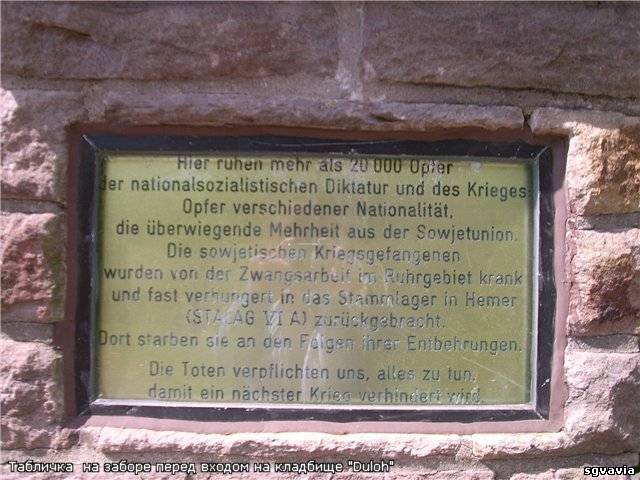 Hier ruhen mehr als 20 000 Opfer
der nationalsozialistischen Diktatur und des Krieges
Opfer verschiedener Nationalität,
die überwiegende Mehrheit aus der Sowjetunion.
Die sowjetischen Kriegsgefangenen
wurden von der Zwangsarbeit im Ruhrgebiet krank
und fast verhungert in das Stammlager in Hemer
(STALAG VI A) zurückgebracht.
Dort starben sie an den Folgen ihrer Entbehrungen.
Die Toten verpflichten uns, alles zu tun,
damit ein nächster Krieg verhindert wird.
Табличка на заборе перед входом на кладбище "Duloh"
sgvavia